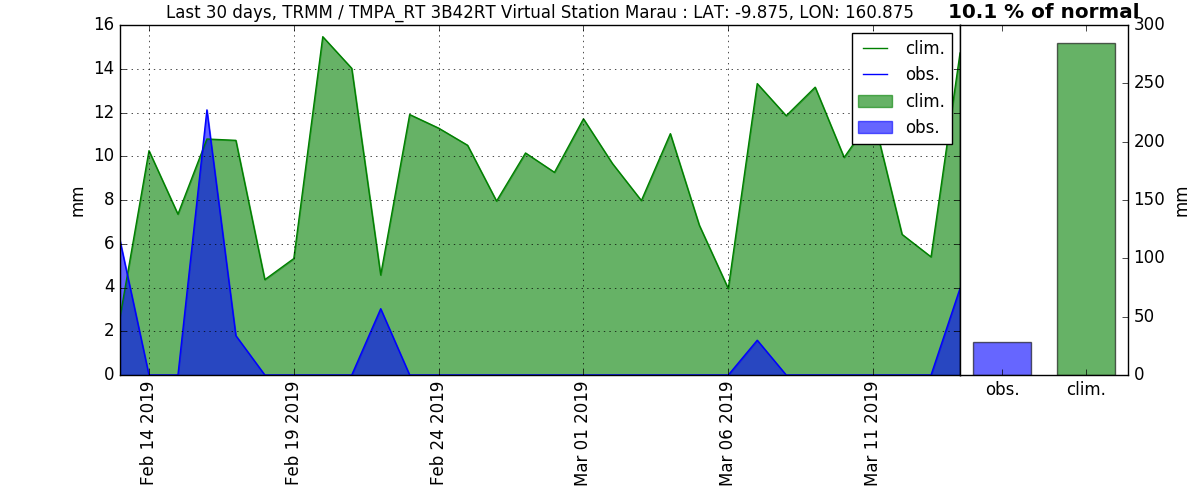 Last 30 days, TRMM / TMPA_RT 3B42RT Virtual Station Marau : LAT: -9.875, LON: 160.875
10.1 % of normal
mm
16
14
12
10
8
6
4
2
0
clim.
obs.
clim.
obs.
300
250
200
150
100
50
0
mm
obs.
clim.
Feb 14 2019
Feb 19 2019
Feb 24 2019
Mar 01 2019
Mar 06 2019
Mar 11 2019